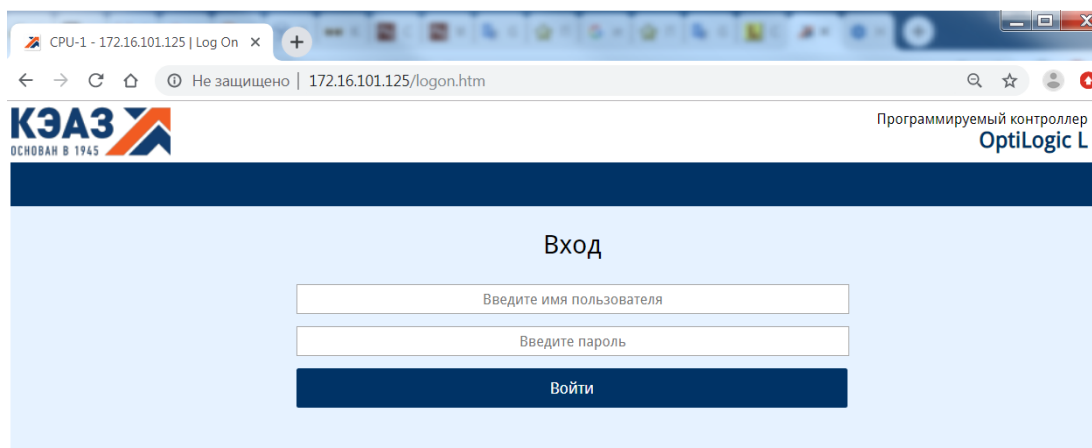 CPU-1 - 172.16.101.125 | Log On
Не защищено | 172.16.101.125/logon.htm
КЭАЗ
ОСНОВАН В 1945
Программируемый контроллер
OptiLogic L
Вход
Введите имя пользователя
Введите пароль
Войти